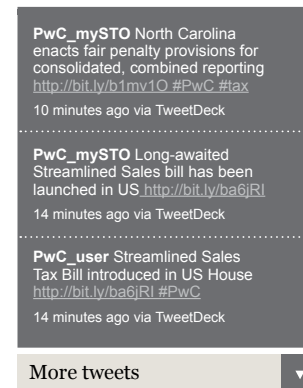 PwC_mySTO North Carolina
enacts fair penalty provisions for
consolidated, combined reporting
http://bit.ly/b1mv1O #PwC #tax
10 minutes ago via TweetDeck
PwC_mySTO Long-awaited
Streamlined Sales bill has been
launched in US http://bit.ly/ba6jRI
14 minutes ago via TweetDeck
PwC_user Streamlined Sales
Tax Bill introduced in US House
http://bit.ly/ba6jRI #PwC
14 minutes ago via TweetDeck
More tweets